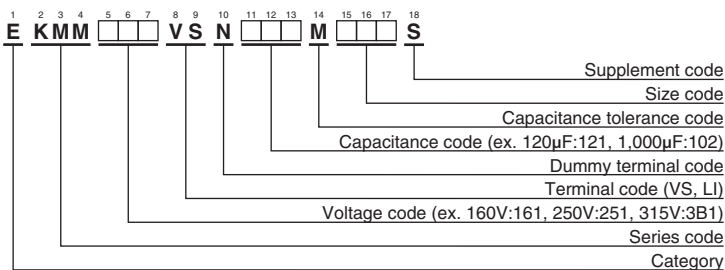 1 2 3 4 5 6 7 8 9 10 11 12 13 14 15 16 17 18
E KMM VS N M S
Supplement code
Size code
Capacitance tolerance code
Capacitance code (ex. 120µF:121, 1,000µF:102)
Dummy terminal code
Terminal code (VS, LI)
Voltage code (ex. 160V:161, 250V:251, 315V:3B1)
Series code
Category